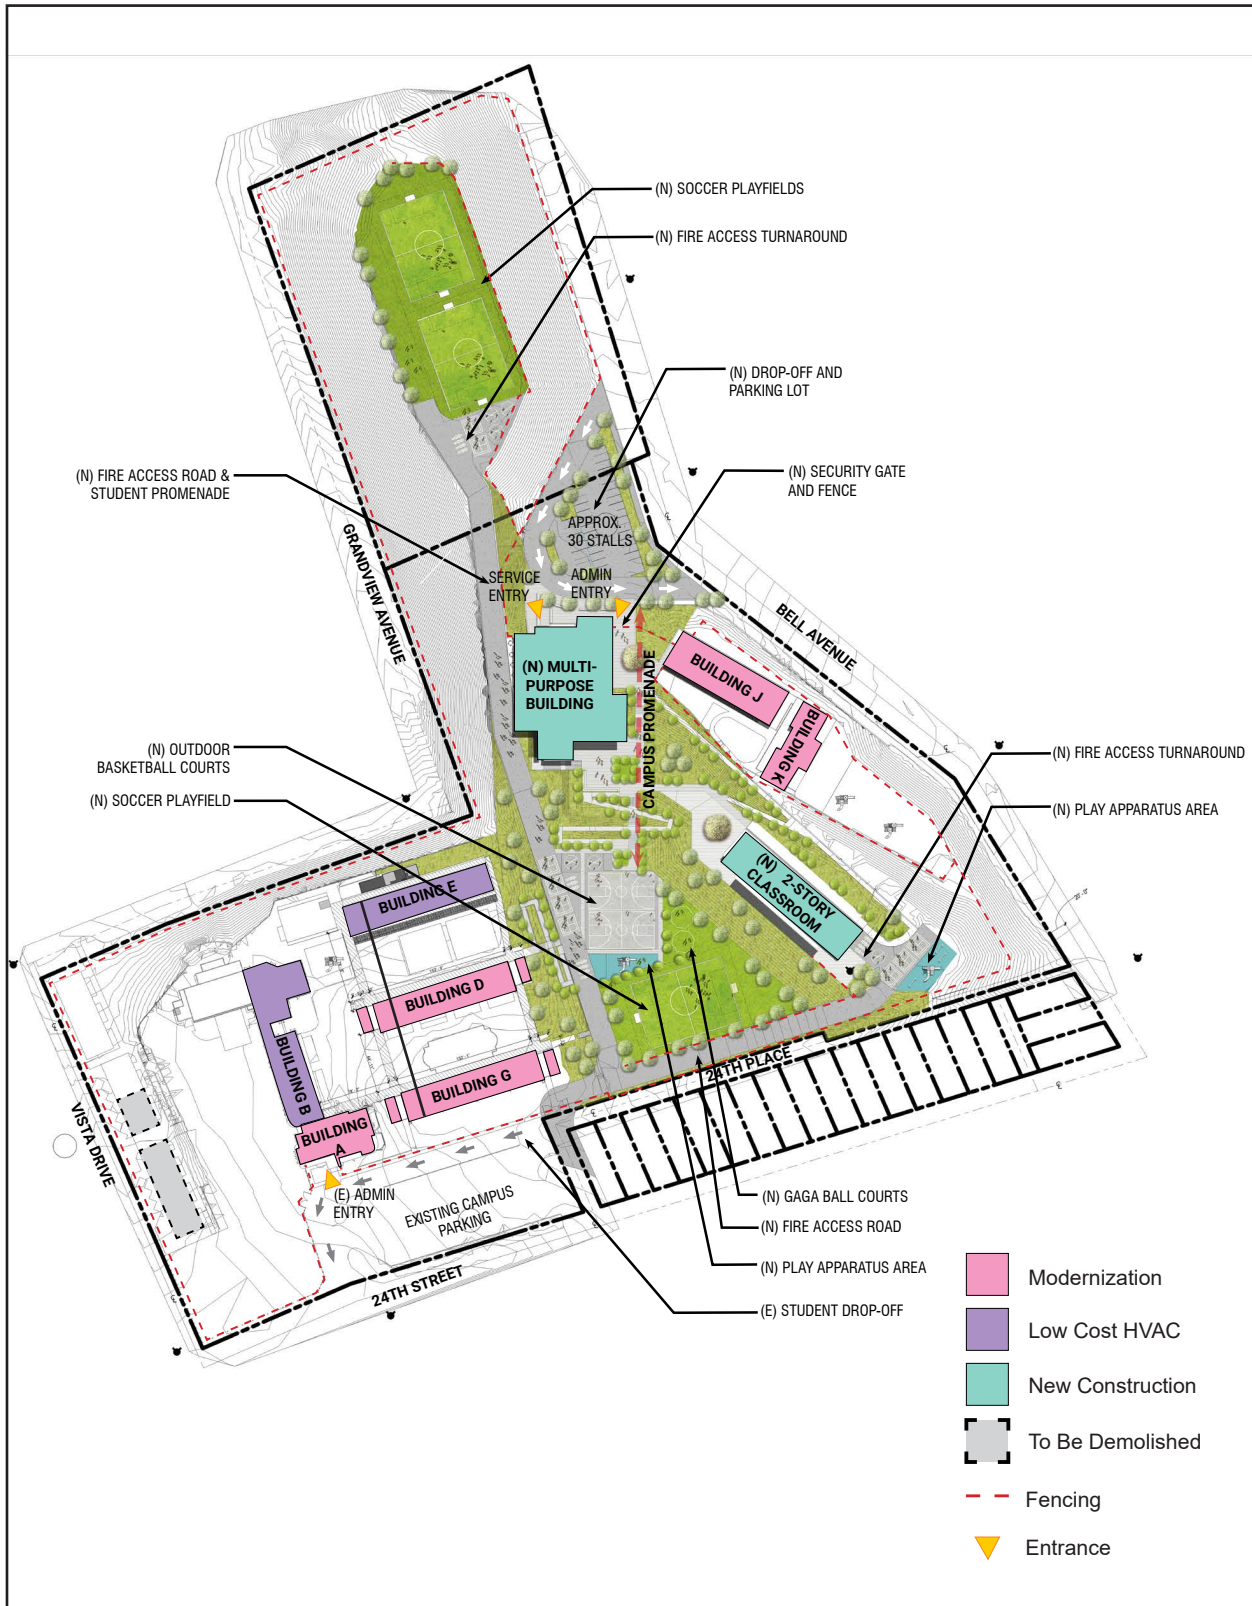 (N) SOCCER PLAYFIELDS
(N) FIRE ACCESS TURNAROUND
(N) DROP-OFF AND
PARKING LOT
(N) FIRE ACCESS ROAD &
STUDENT PROMENADE
(N) SECURITY GATE
AND FENCE
APPROX.
30 STALLS
GRANDVIEW AVENUE
SERVICE
ENTRY
ADMIN
ENTRY
BELL AVENUE
(N) MULTI-
PURPOSE
BUILDING
CAMPUS PROMENADE
BUILDING J
BUILDING K
(N) OUTDOOR
BASKETBALL COURTS
(N) SOCCER PLAYFIELD
(N) FIRE ACCESS TURNAROUND
(N) PLAY APPARATUS AREA
(N) 2-STORY
CLASSROOM
BUILDING E
BUILDING D
BUILDING B
BUILDING G
BUILDING
A
24TH PLACE
VISTA DRIVE
(E) ADMIN
ENTRY
EXISTING CAMPUS
PARKING
24TH STREET
(N) GAGA BALL COURTS
(N) FIRE ACCESS ROAD
(N) PLAY APPARATUS AREA
(E) STUDENT DROP-OFF
Modernization
Low Cost HVAC
New Construction
To Be Demolished
Fencing
Entrance